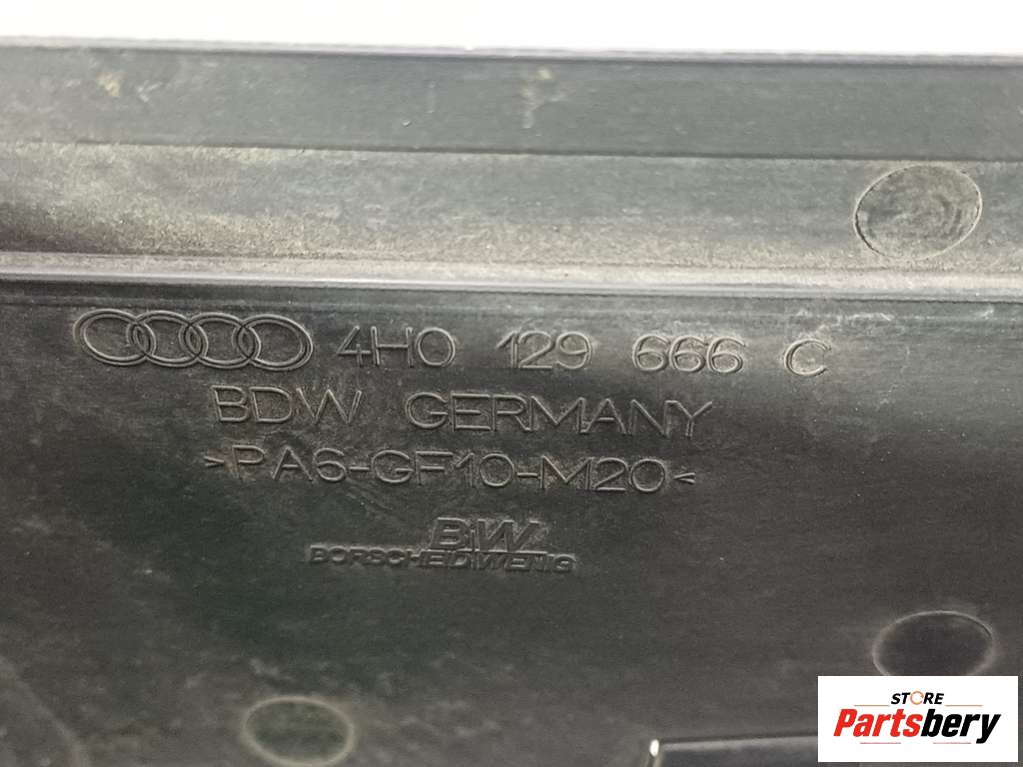 4H0 129 666 C
BDW GERMANY
>PA6-GF10-M20<
BW
BORSCHEIDWENIG
STORE
Partsbery